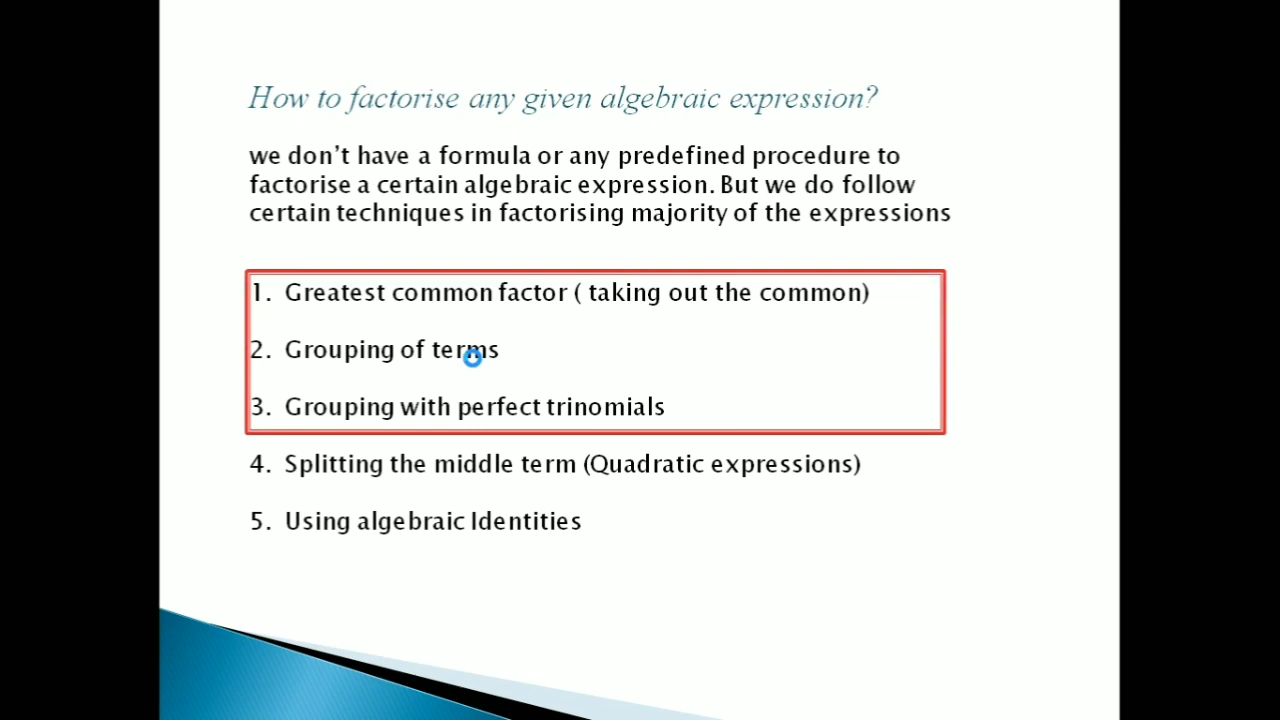 How to factorise any given algebraic expression?
we don't have a formula or any predefined procedure to
factorise a certain algebraic expression. But we do follow
certain techniques in factorising majority of the expressions
1. Greatest common factor ( taking out the common)
2. Grouping of terms
3. Grouping with perfect trinomials
4. Splitting the middle term (Quadratic expressions)
5. Using algebraic Identities